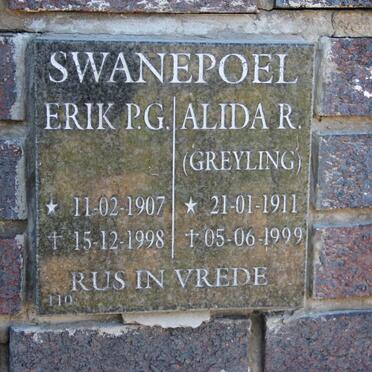 SWANEPOEL
ERIK P.G. ALIDA R.
(GREYLING)
★ 11-02-1907 ★ 21-01-1911
† 15-12-1998 † 05-06-1999
RUS IN VREDE
110